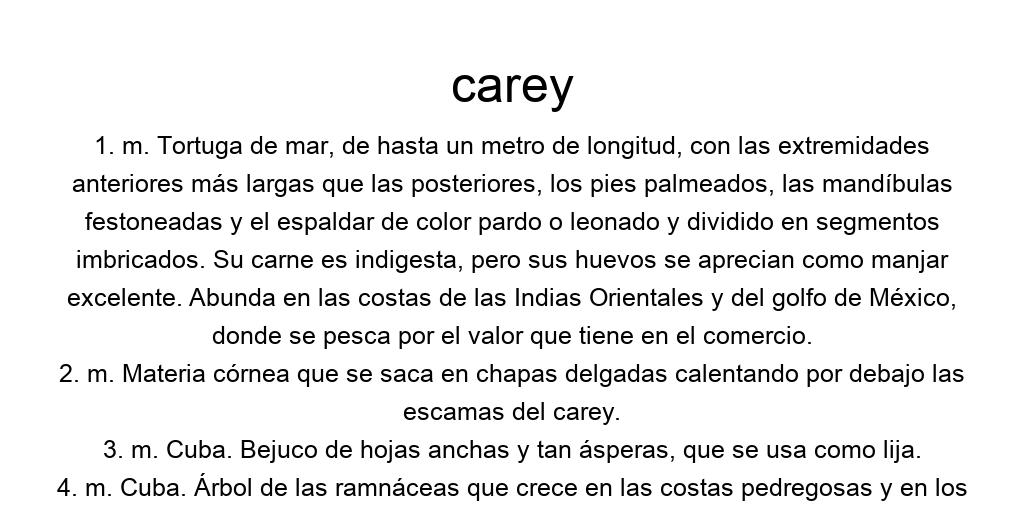 carey
1. m. Tortuga de mar, de hasta un metro de longitud, con las extremidades
anteriores más largas que las posteriores, los pies palmeados, las mandíbulas
festoneadas y el espaldar de color pardo o leonado y dividido en segmentos
imbricados. Su carne es indigesta, pero sus huevos se aprecian como manjar
excelente. Abunda en las costas de las Indias Orientales y del golfo de México,
donde se pesca por el valor que tiene en el comercio.
2. m. Materia córnea que se saca en chapas delgadas calentando por debajo las
escamas del carey.
3. m. Cuba. Bejuco de hojas anchas y tan ásperas, que se usa como lija.
4. m. Cuba. Árbol de las ramnáceas que crece en las costas pedregosas y en los